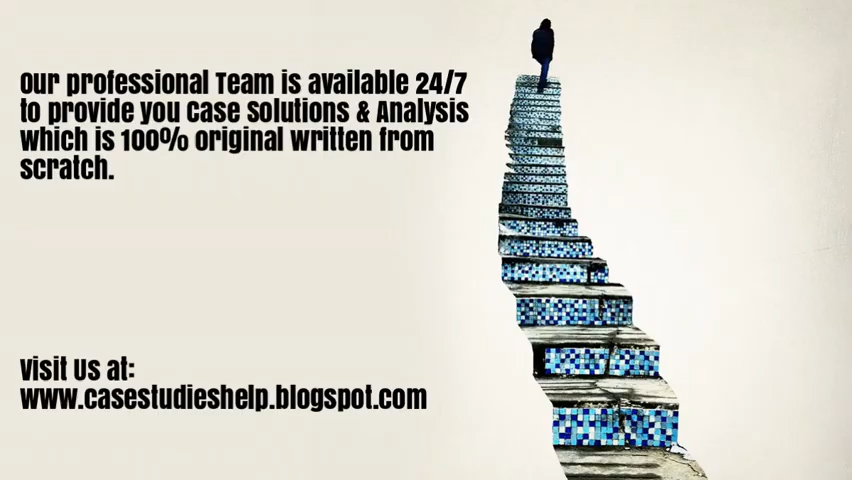 Our professional Team is available 24/7
to provide you Case Solutions & Analysis
which is 100% original written from
scratch.
Visit Us at:
www.casestudieshelp.blogspot.com